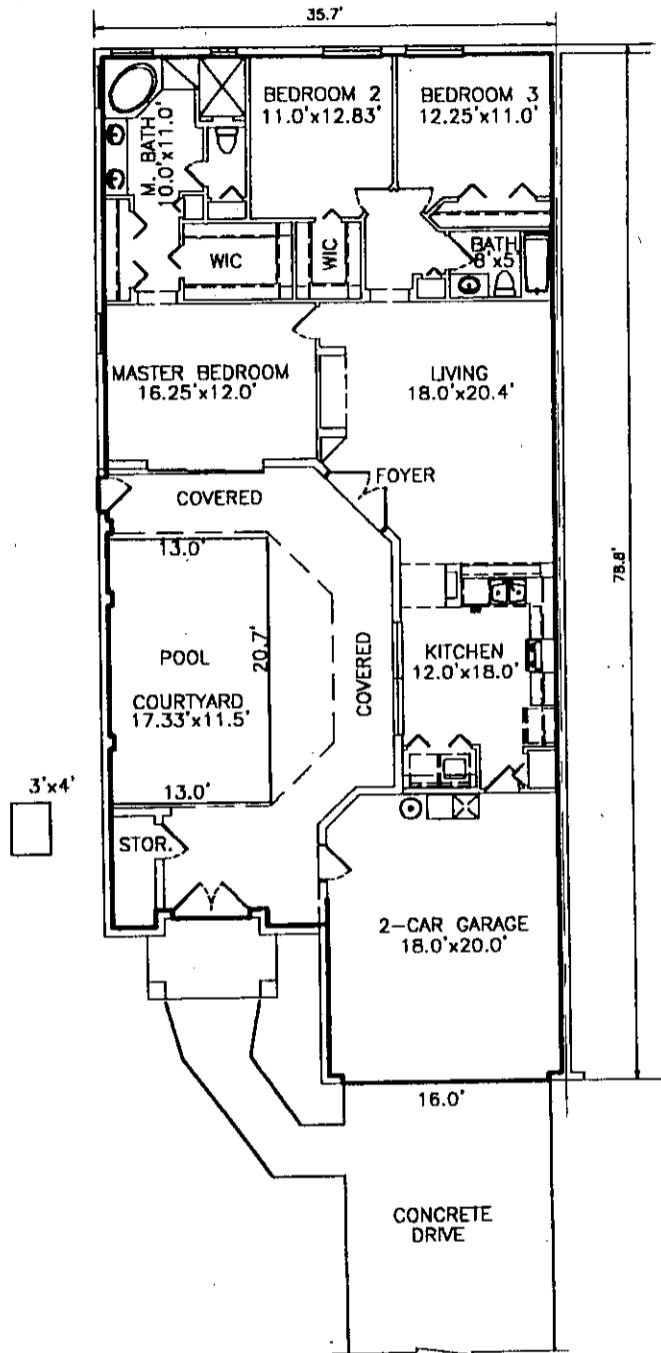 35.7'
BEDROOM 2
11.0'x12.83'
BEDROOM 3
12.25'x11.0'
M. BATH
10.0'x11.0'
WIC
WIC
BATH
8'x5'
MASTER BEDROOM
16.25'x12.0'
LIVING
18.0'x20.4'
COVERED
FOYER
13.0'
78.8'
POOL
COURTYARD
17.33'x11.5'
20.7'
COVERED
KITCHEN
12.0'x18.0'
13.0'
3'x4'
STOR.
2-CAR GARAGE
18.0'x20.0'
16.0'
CONCRETE
DRIVE